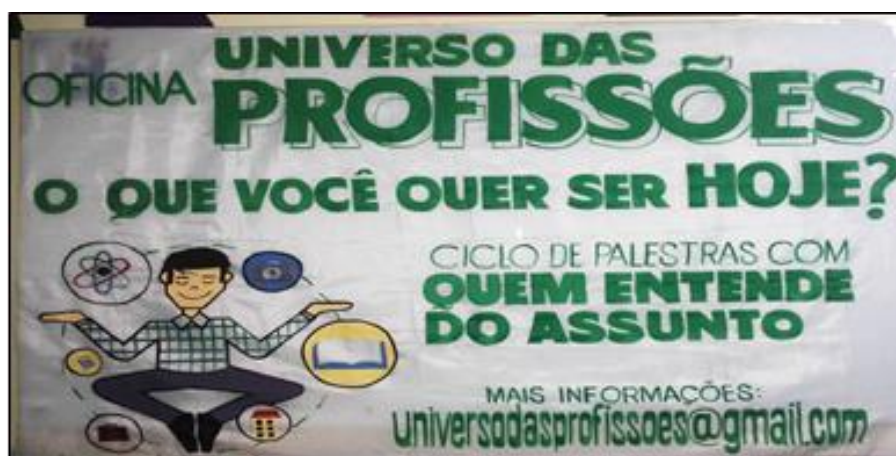 OFICINA UNIVERSO DAS
PROFISSÕES
O QUE VOCÊ QUER SER HOJE?
CICLO DE PALESTRAS COM
QUEM ENTENDE
DO ASSUNTO
MAIS INFORMAÇÕES:
universodasprofissoes@gmail.com